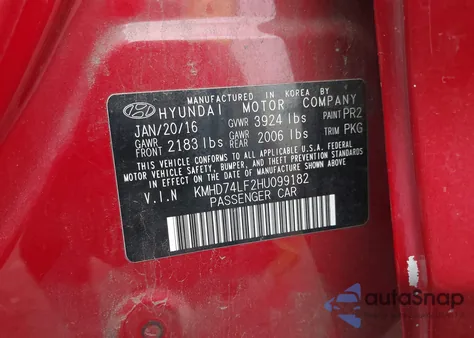 MANUFACTURED IN KOREA BY
HYUNDAI MOTOR COMPANY
JAN/20/16 GVWR 3924 lbs PAINT PR2
GAWR FRONT 2183 lbs GAWR REAR 2006 lbs TRIM PKG
THIS VEHICLE CONFORMS TO ALL APPLICABLE U.S. FEDERAL
MOTOR VEHICLE SAFETY, BUMPER, AND THEFT PREVENTION
STANDARDS IN EFFECT ON THE DATE OF MANUFACTURE SHOWN ABOVE.
V.I.N KMHD74LF2HU099182
PASSENGER CAR
autoSnap